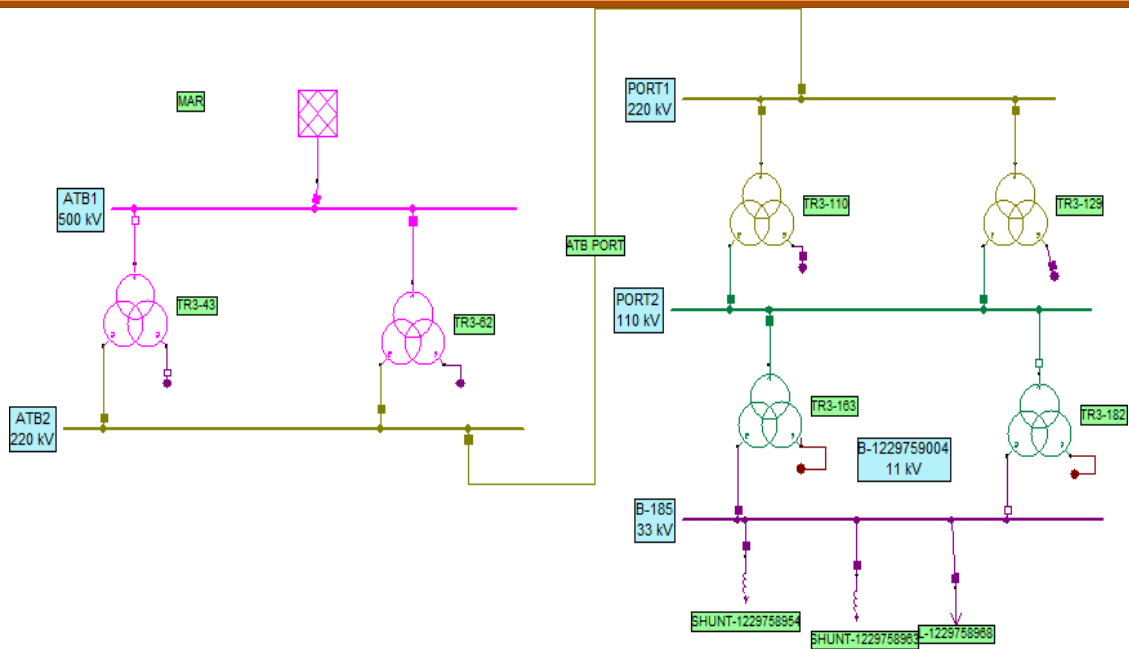 MAR
ATB1
500 kV
TR3-43
TR3-62
ATB2
220 kV
ATB PORT
PORT1
220 kV
TR3-110
TR3-129
PORT2
110 kV
TR3-163
TR3-182
B-1229759004
11 kV
B-185
33 kV
SHUNT-1229758954
SHUNT-1229758963
L-1229758968